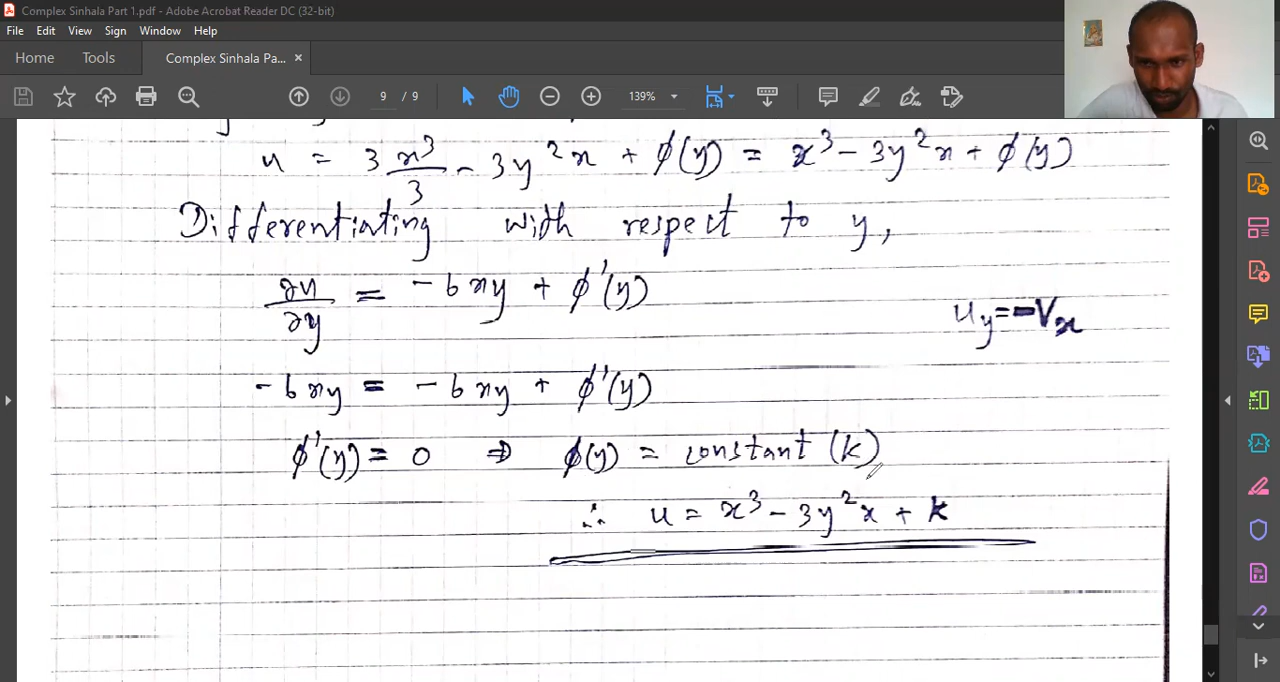 Complex Sinhala Part 1.pdf - Adobe Acrobat Reader DC (32-bit)
File Edit View Sign Window Help
Home Tools Complex Sinhala Pa... ×
9 / 9 139%
u = 3 x³/3 - 3y²x + ϕ(y) = x³ - 3y²x + ϕ(y)
Differentiating with respect to y,
∂u/∂y = -6xy + ϕ'(y)
u_y = -V_x
-6xy = -6xy + ϕ'(y)
ϕ'(y) = 0 ⇒ ϕ(y) = constant (k)
∴ u = x³ - 3y²x + k